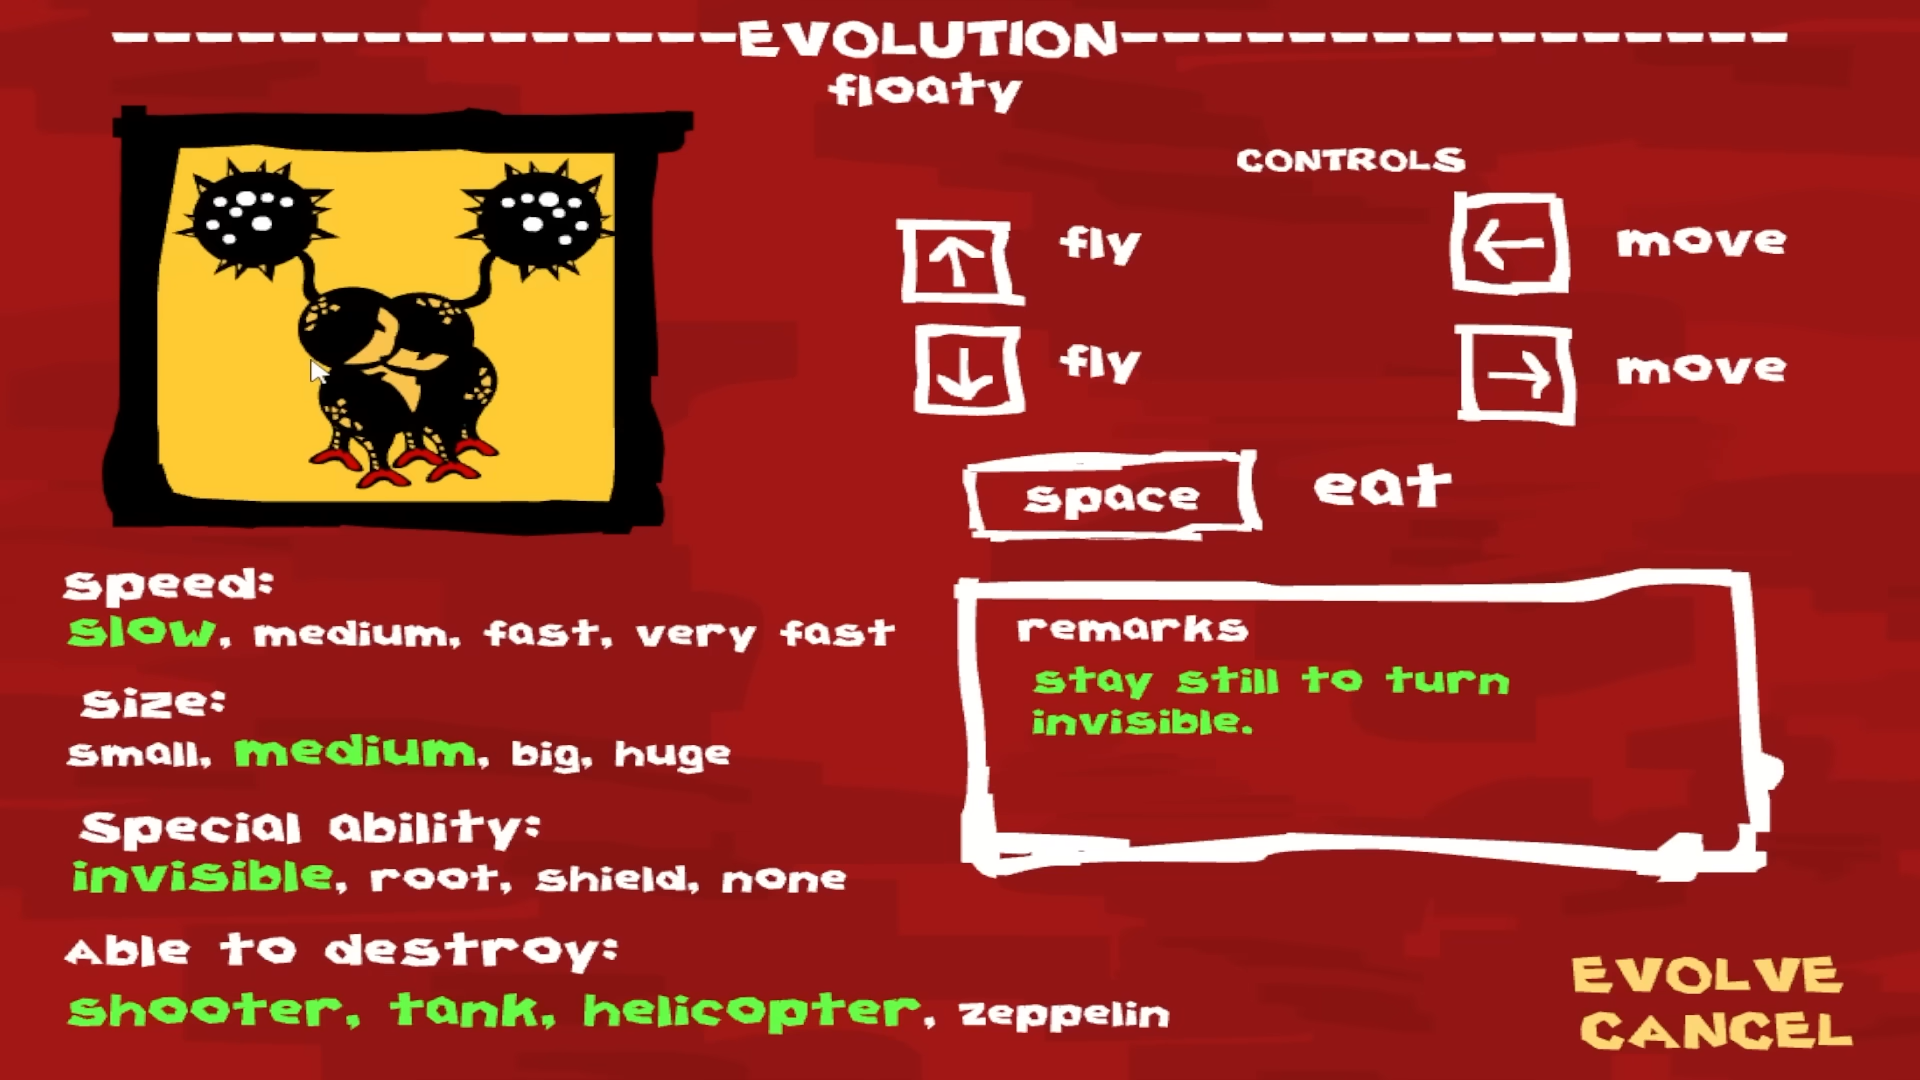 EVOLUTION
floaty
CONTROLS
fly
move
fly
move
space
eat
speed:
slow, medium, fast, very fast
size:
small, medium, big, huge
special ability:
invisible, root, shield, none
Able to destroy:
shooter, tank, helicopter, zeppelin
remarks
stay still to turn
invisible.
EVOLVE
CANCEL